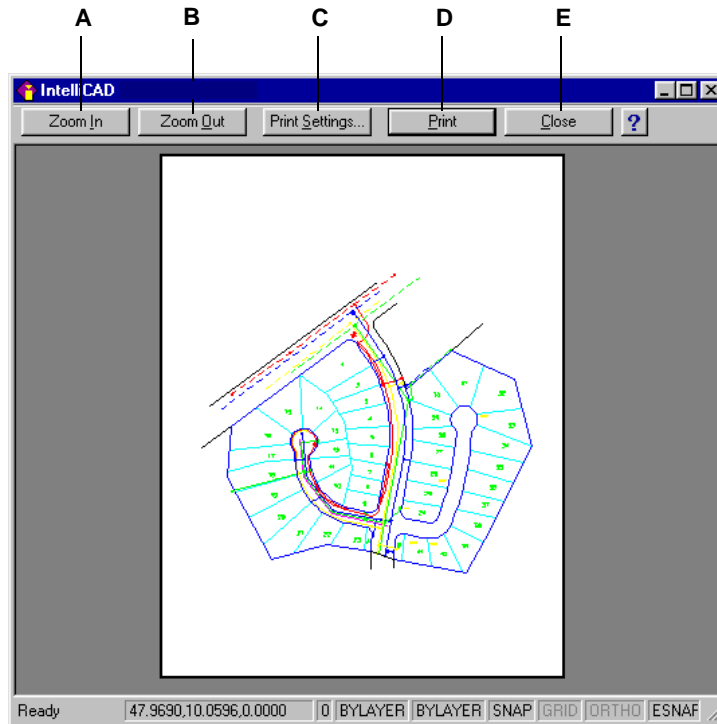 A B C D E
IntelliCAD
Zoom In Zoom Out Print Settings... Print Close ?
Ready 47.9690,10.0596,0.0000 0 BYLAYER BYLAYER SNAP GRID ORTHO ESNAF